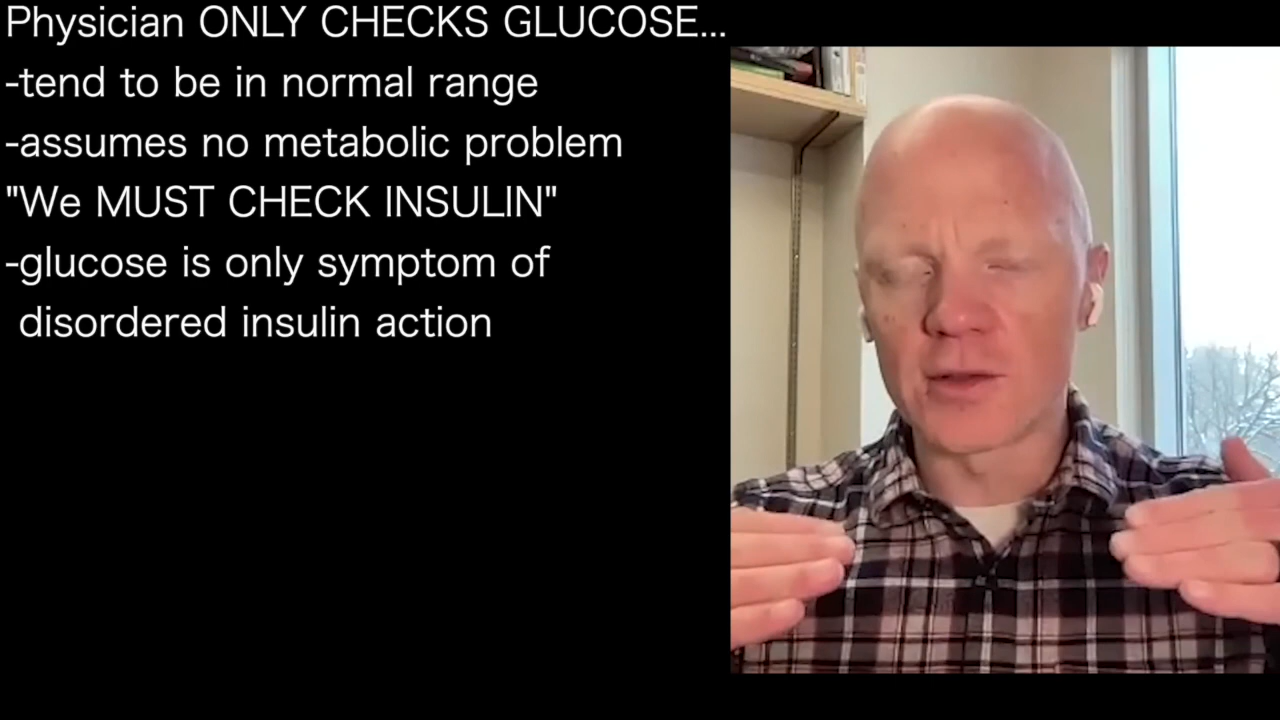 Physician ONLY CHECKS GLUCOSE...
-tend to be in normal range
-assumes no metabolic problem
"We MUST CHECK INSULIN"
-glucose is only symptom of
disordered insulin action